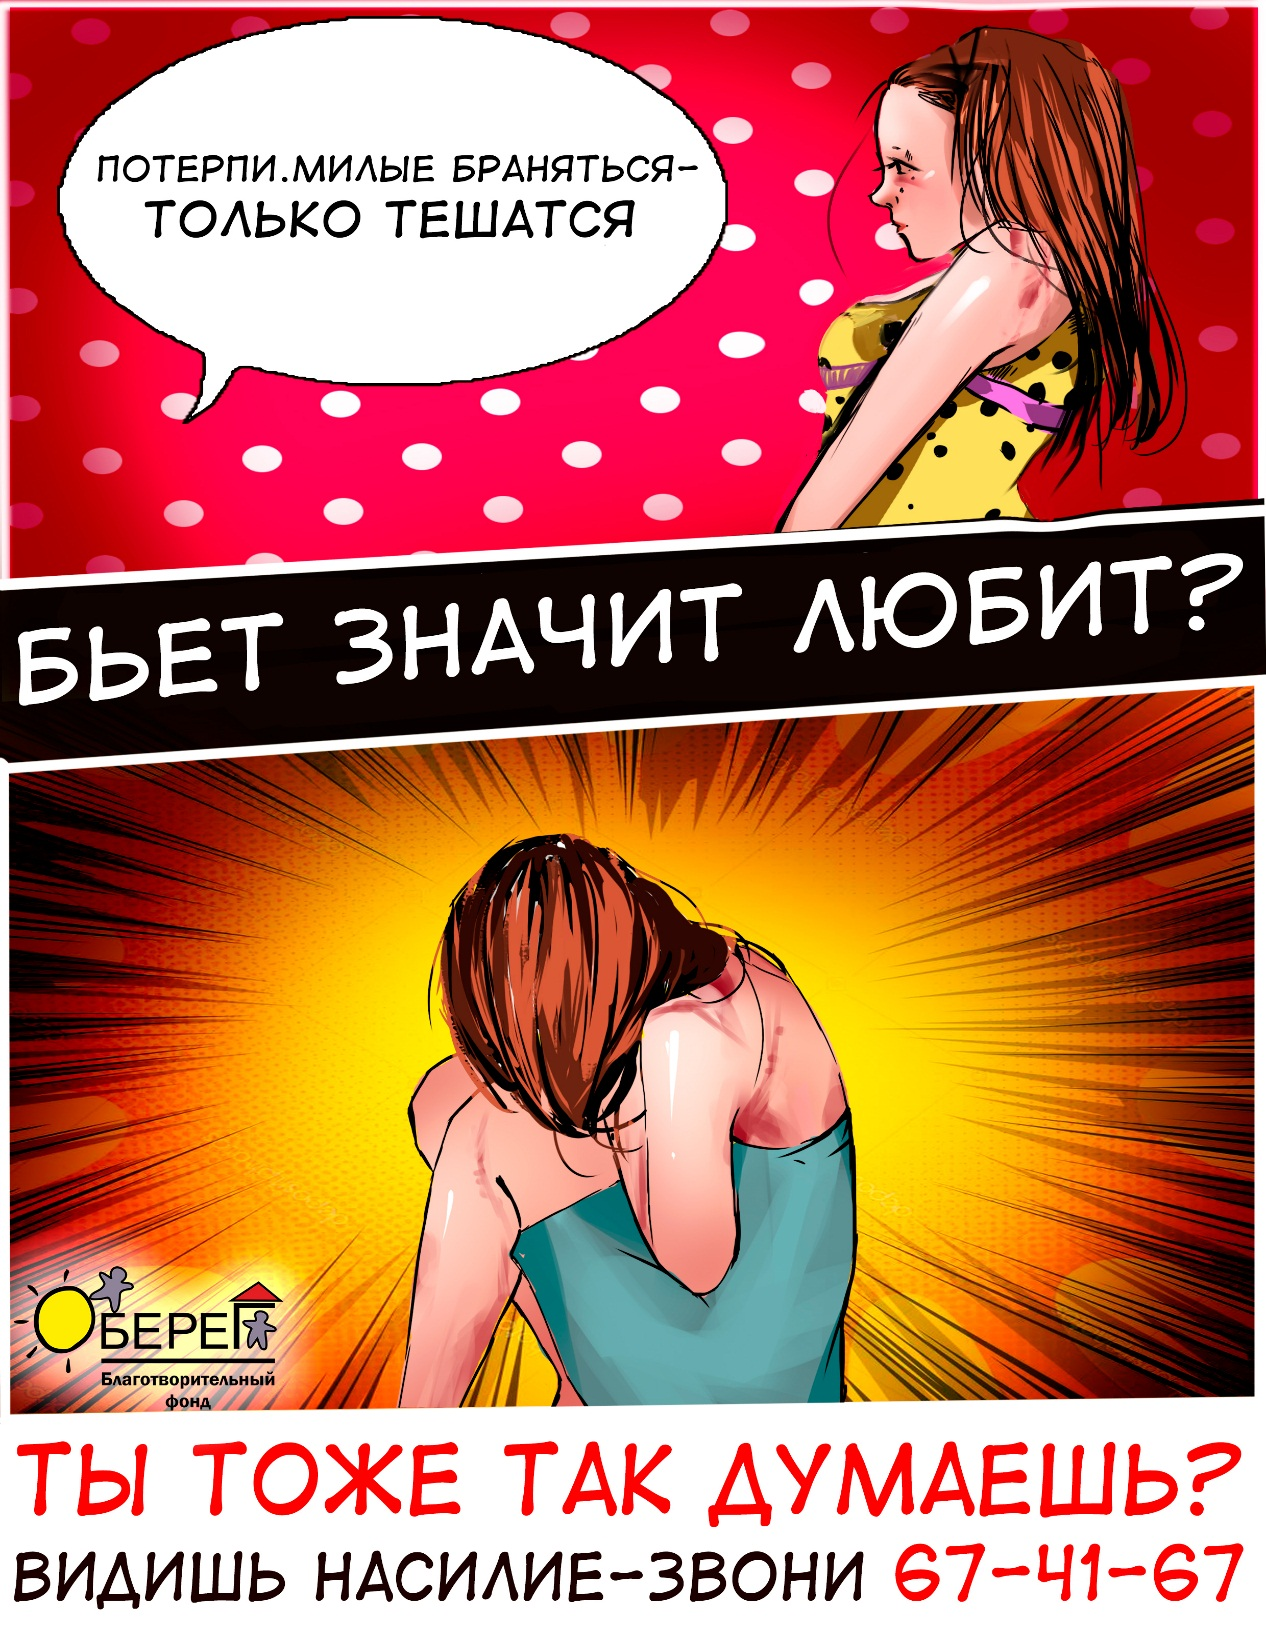 ПОТЕРПИ.МИЛЫЕ БРАНЯТЬСЯ-
ТОЛЬКО ТЕШАТСЯ
БЬЕТ ЗНАЧИТ ЛЮБИТ?
ОБЕРЕГ
Благотворительный
фонд
ТЫ ТОЖЕ ТАК ДУМАЕШЬ?
ВИДИШЬ НАСИЛИЕ-ЗВОНИ 67-41-67